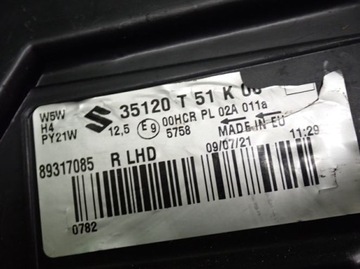 W5W
H4
PY21W
35120 T 51 K 00
12,5 E9 00HCR PL 02A 011a
5758 MADE IN EU
89317085 R LHD 09/07/21 11:29
0782